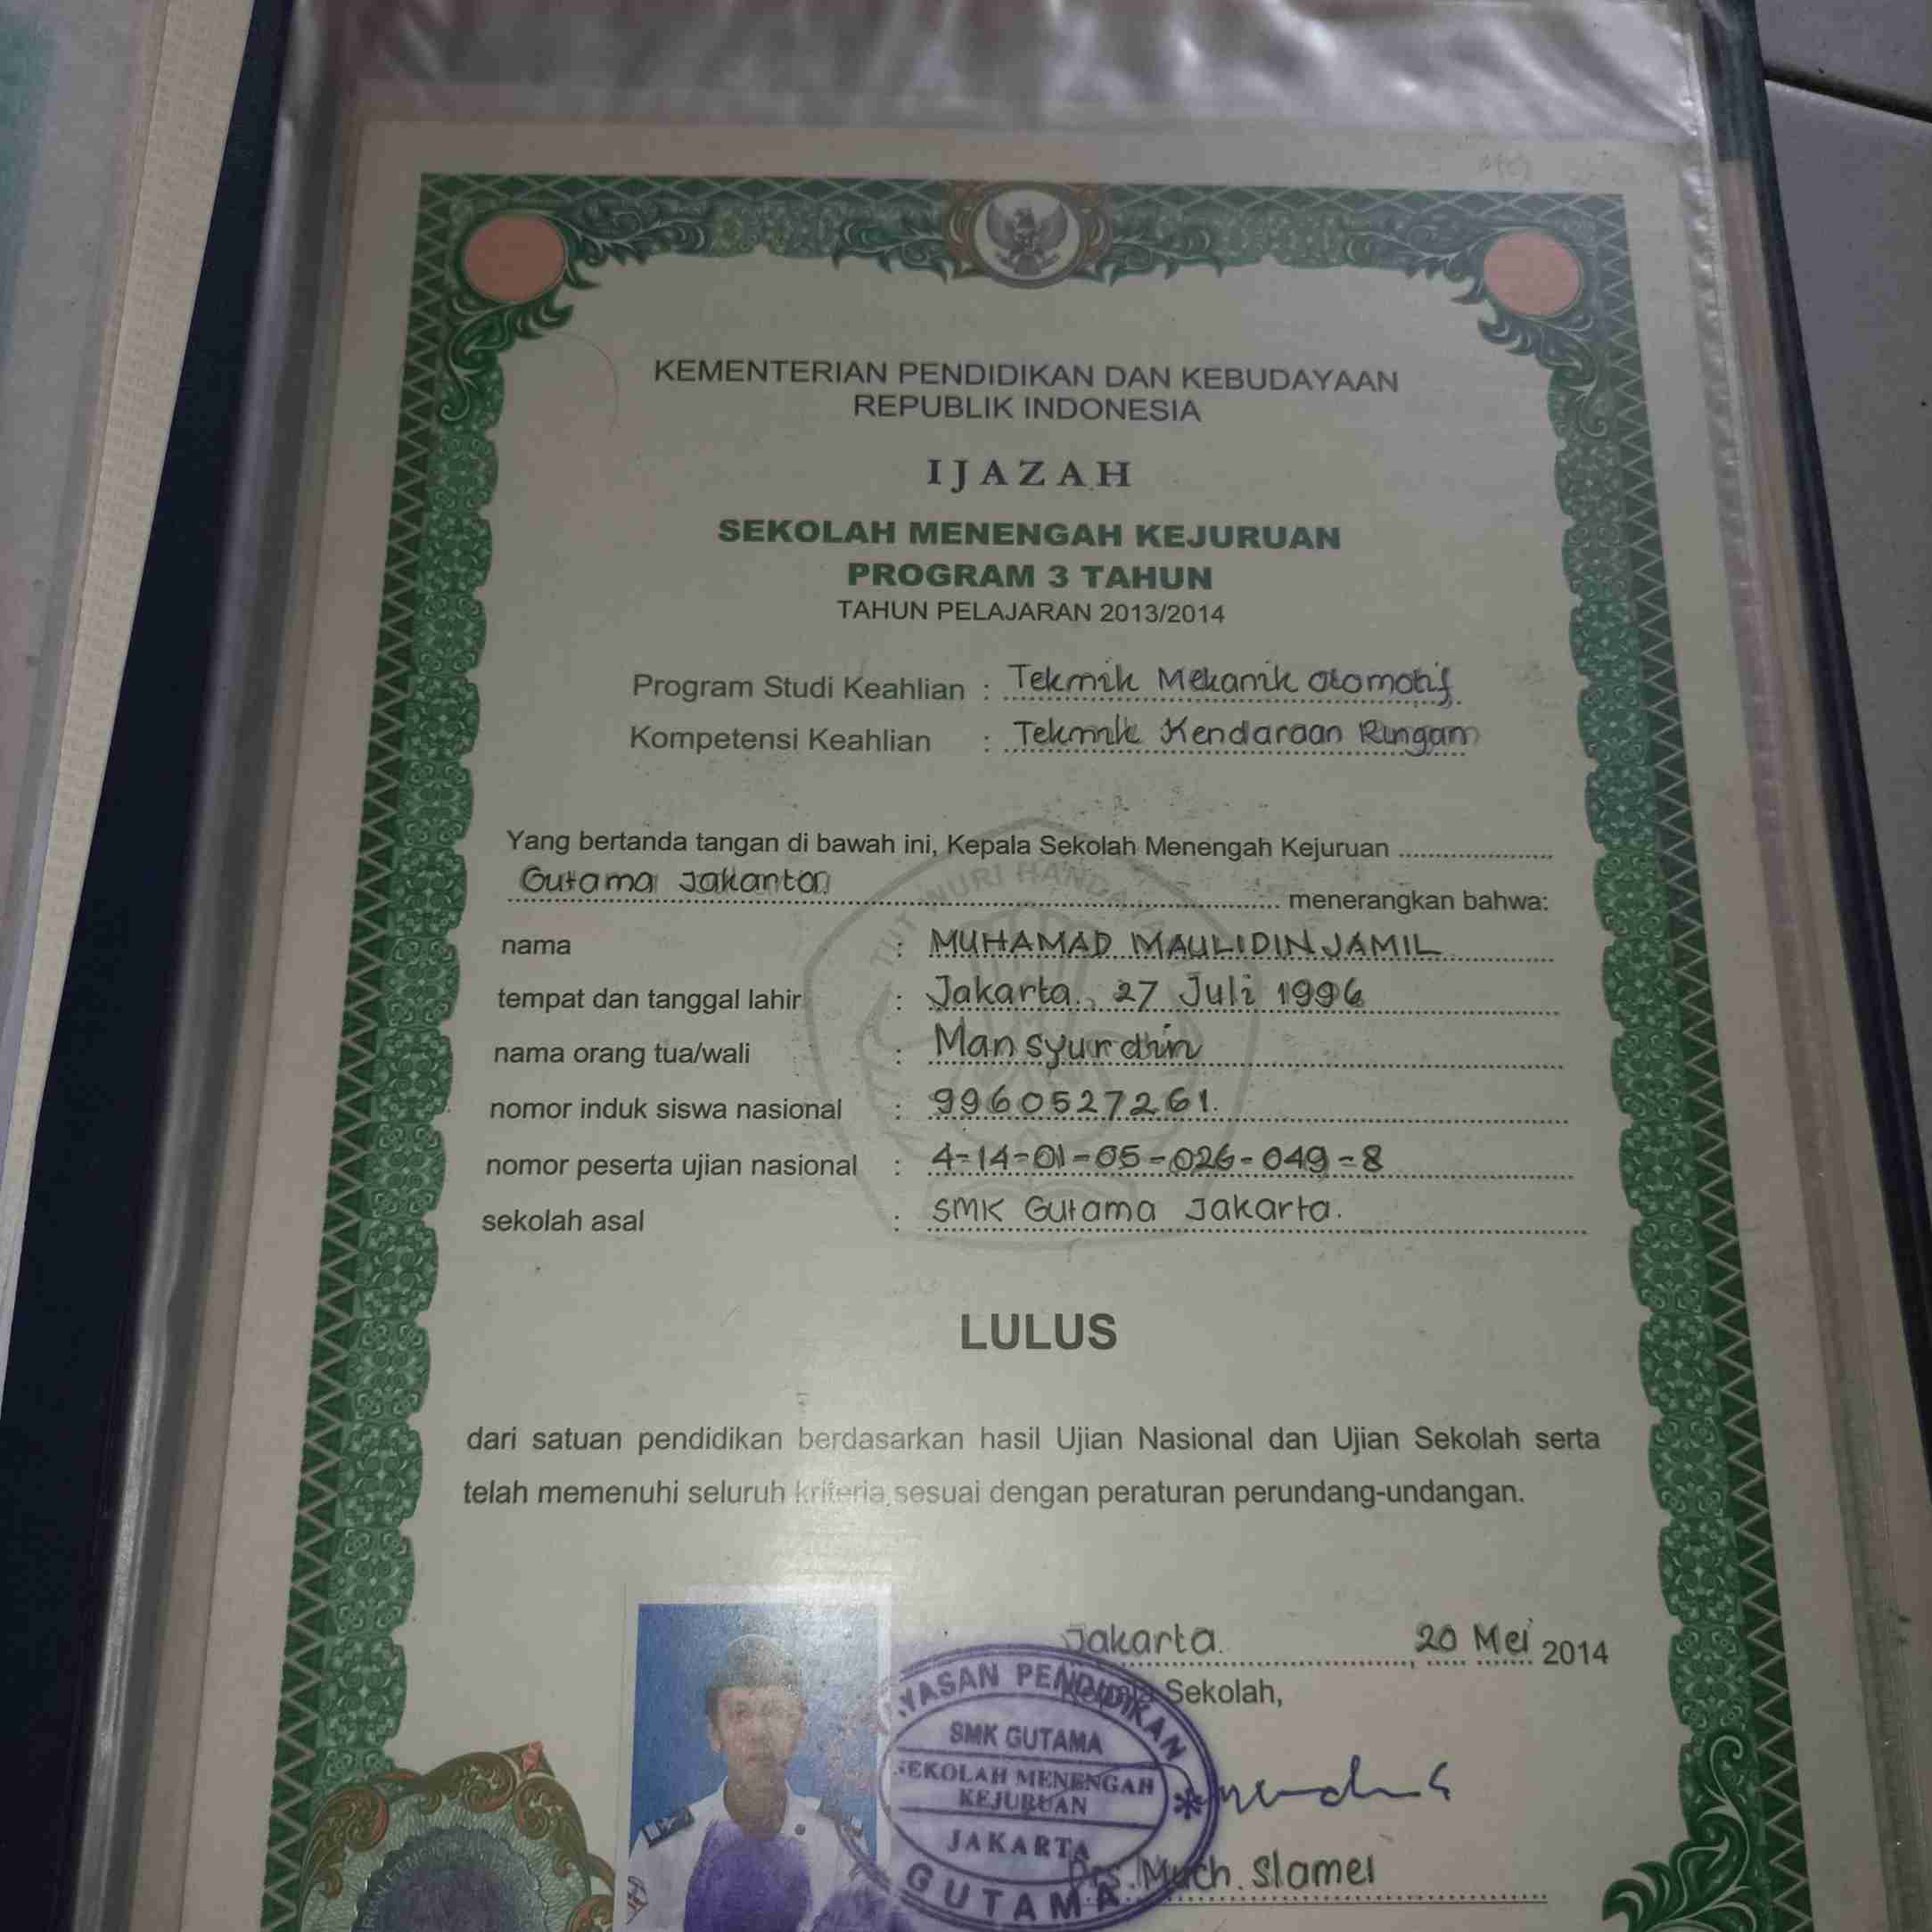 KEMENTERIAN PENDIDIKAN DAN KEBUDAYAAN
REPUBLIK INDONESIA
IJAZAH
SEKOLAH MENENGAH KEJURUAN
PROGRAM 3 TAHUN
TAHUN PELAJARAN 2013/2014
Program Studi Keahlian : Teknik Mekanik Otomotif
Kompetensi Keahlian : Teknik Kendaraan Ringan
Yang bertanda tangan di bawah ini, Kepala Sekolah Menengah Kejuruan
Gutama Jakarta menerangkan bahwa:
nama : MUHAMAD MAULIDIN JAMIL
tempat dan tanggal lahir : Jakarta, 27 Juli 1996
nama orang tua/wali : Mansyurdin
nomor induk siswa nasional : 9960527261.
nomor peserta ujian nasional : 4-14-01-05-026-049-8
sekolah asal : SMK Gutama Jakarta.
LULUS
dari satuan pendidikan berdasarkan hasil Ujian Nasional dan Ujian Sekolah serta
telah memenuhi seluruh kriteria sesuai dengan peraturan perundang-undangan.
Jakarta, 20 Mei 2014
Kepala Sekolah,
YAYASAN PENDIDIKAN
SMK GUTAMA
SEKOLAH MENENGAH
KEJURUAN
JAKARTA
GUTAMA
Drs. Much. Slamet
TUT WURI HANDAYANI